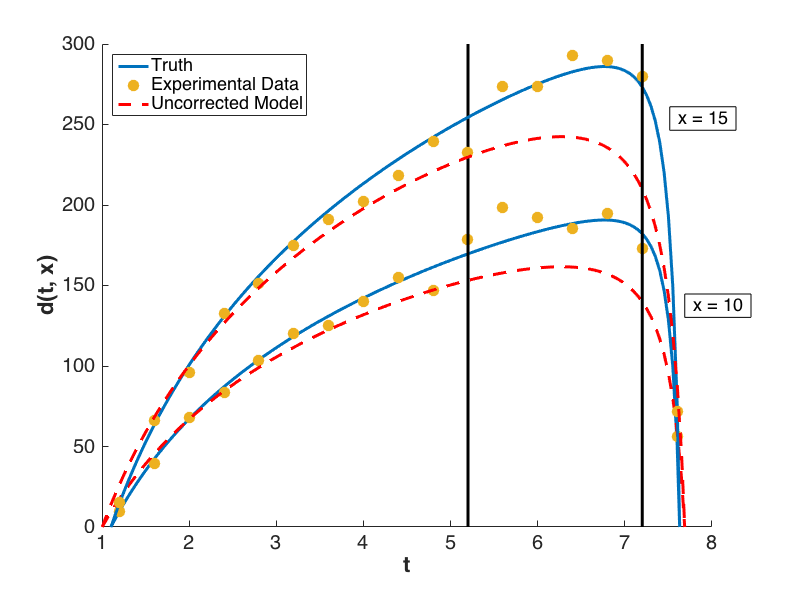 300
250
200
150
100
50
0
1
2
3
4
5
6
7
8
d(t, x)
t
Truth
Experimental Data
Uncorrected Model
x = 15
x = 10